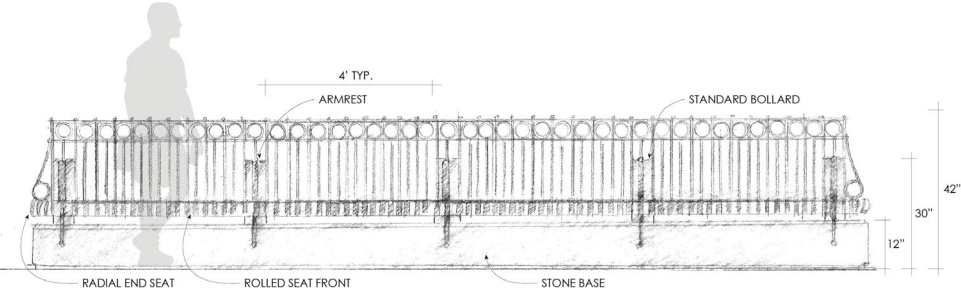 4' TYP.
ARMREST
STANDARD BOLLARD
42"
30"
12"
RADIAL END SEAT
ROLLED SEAT FRONT
STONE BASE